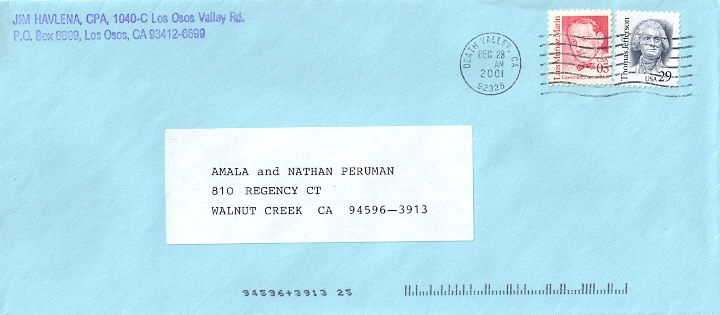 JIM HAVLENA, CPA, 1040-C Los Osos Valley Rd.
P.O. Box 6699, Los Osos, CA 93412-6699
DEATH VALLEY, CA
DEC 28
AM
2001
92328
Luis Muñoz Marín
05
Thomas Jefferson
USA 29
AMALA and NATHAN PERUMAN
810 REGENCY CT
WALNUT CREEK CA 94596-3913
94596+3913 25